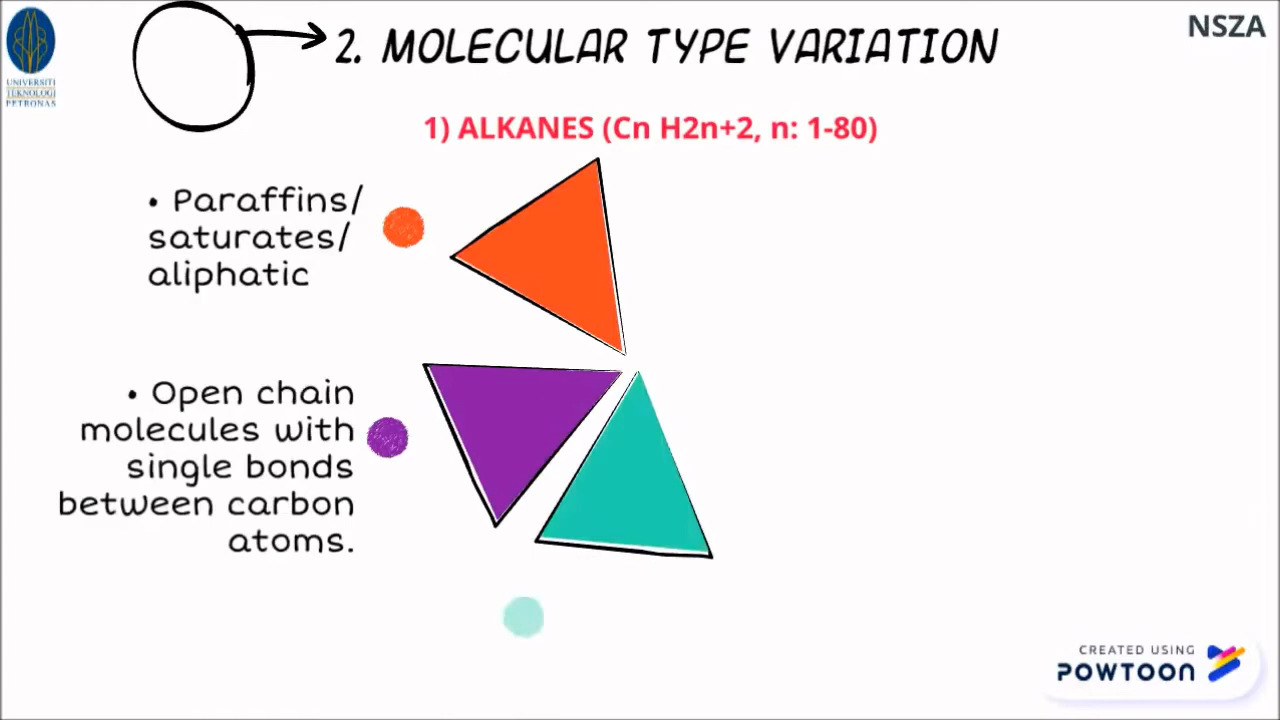 UNIVERSITI
TEKNOLOGI
PETRONAS
2. MOLECULAR TYPE VARIATION
NSZA
1) ALKANES (Cn H2n+2, n: 1-80)
• Paraffins/
saturates/
aliphatic
• Open chain
molecules with
single bonds
between carbon
atoms.
CREATED USING
POWTOON